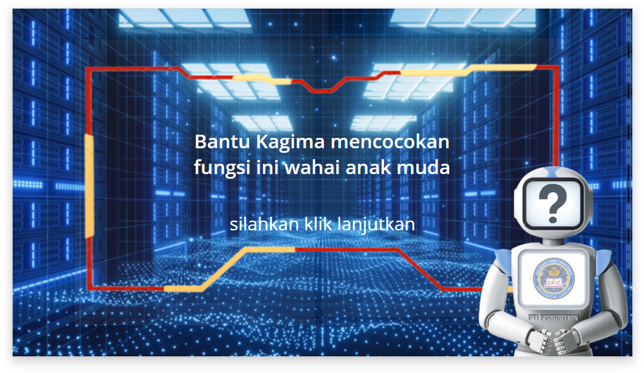 Bantu Kagima mencocokan
fungsi ini wahai anak muda
silahkan klik lanjutkan
?